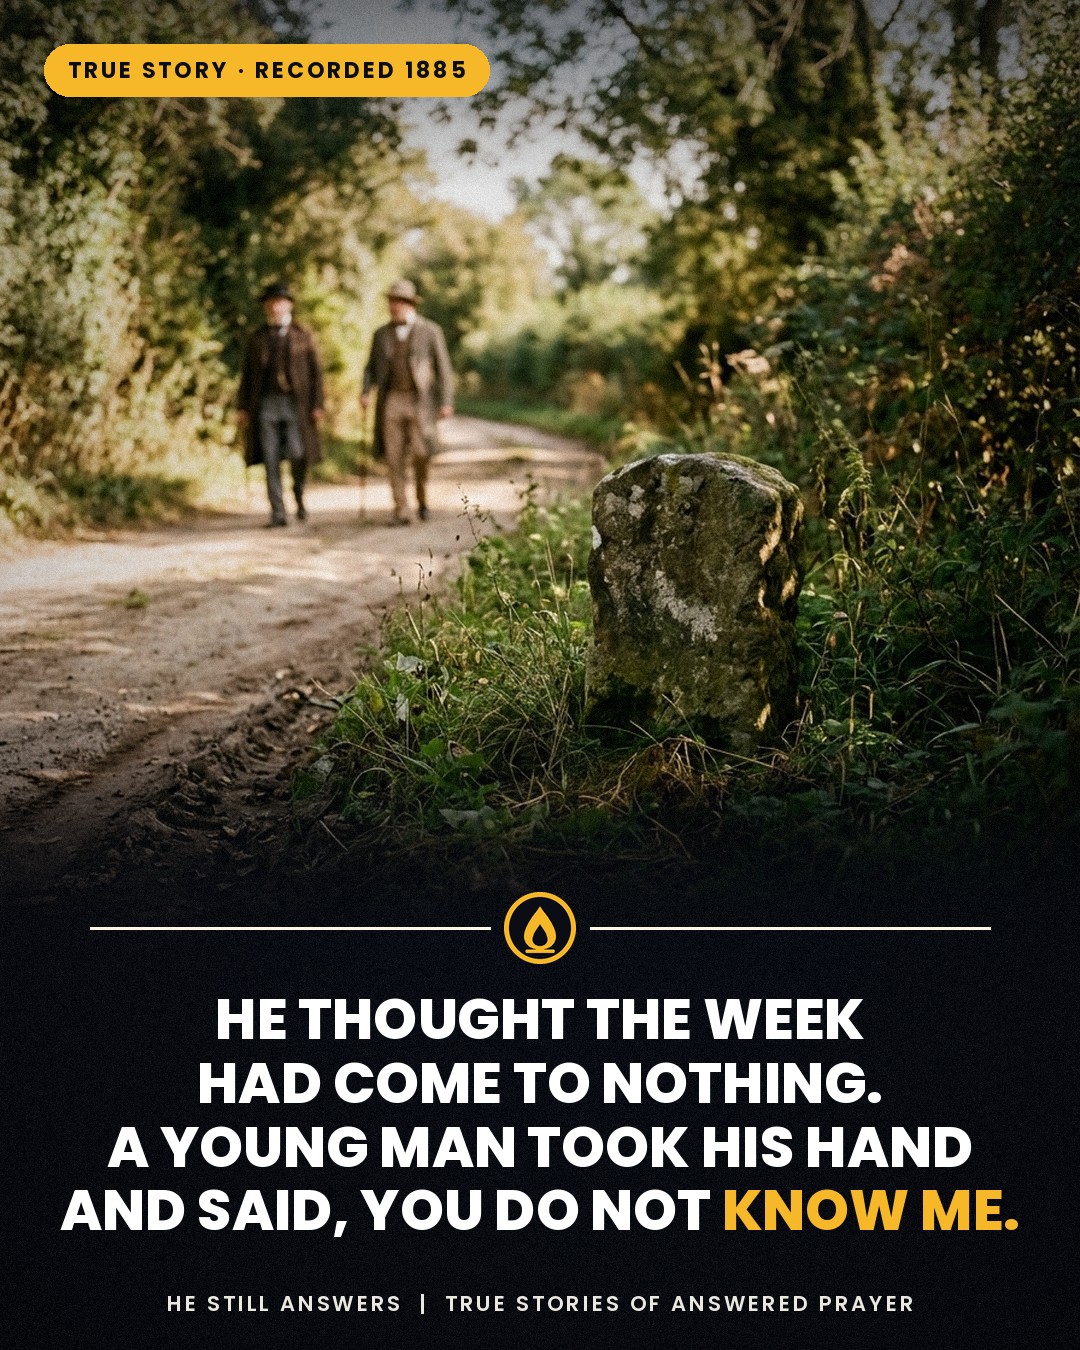 TRUE STORY · RECORDED 1885
HE THOUGHT THE WEEK
HAD COME TO NOTHING.
A YOUNG MAN TOOK HIS HAND
AND SAID, YOU DO NOT KNOW ME.
HE STILL ANSWERS | TRUE STORIES OF ANSWERED PRAYER